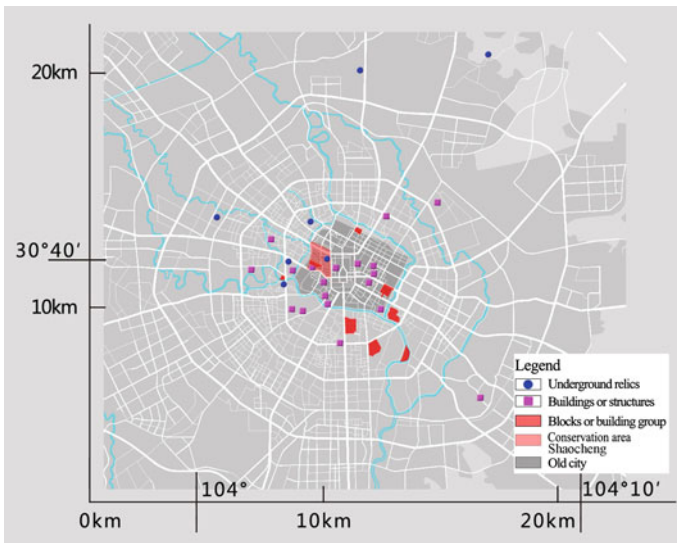 20km
30°40′
10km
Legend
Underground relics
Buildings or structures
Blocks or building group
Conservation area
Shaocheng
Old city
104°
104°10′
0km
10km
20km